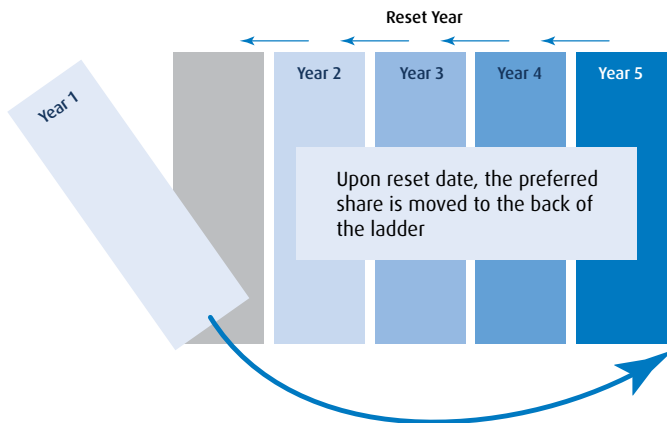 Reset Year
Year 1
Year 2
Year 3
Year 4
Year 5
Upon reset date, the preferred
share is moved to the back of
the ladder